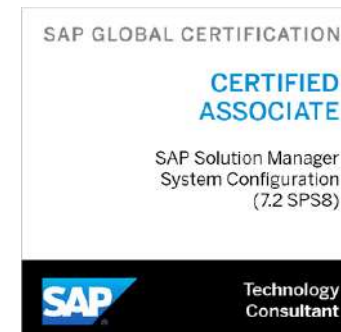 SAP GLOBAL CERTIFICATION
CERTIFIED
ASSOCIATE
SAP Solution Manager
System Configuration
(7.2 SPS8)
SAP
Technology
Consultant